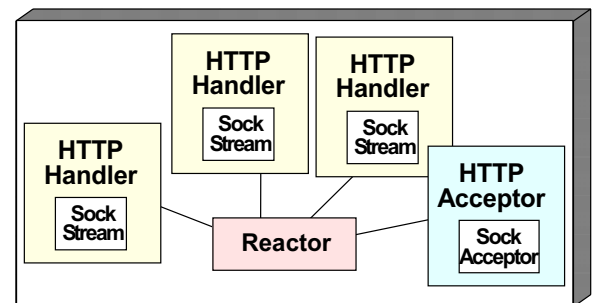 HTTP
Handler
Sock
Stream
HTTP
Handler
Sock
Stream
HTTP
Handler
Sock
Stream
HTTP
Acceptor
Sock
Acceptor
Reactor